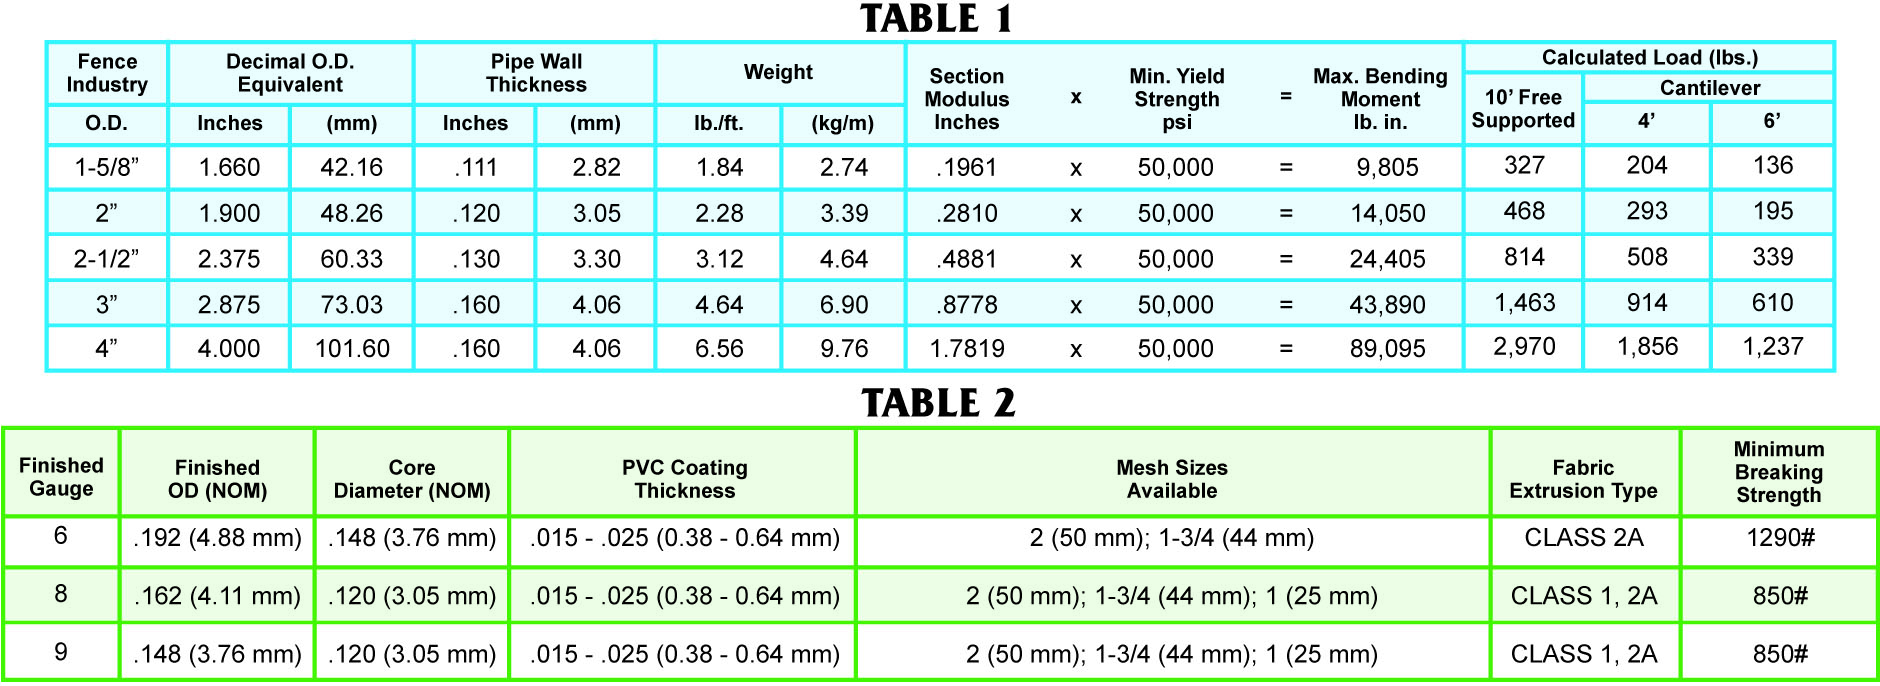 TABLE 1
Fence Industry O.D. | Decimal O.D. Equivalent | Pipe Wall Thickness | Weight | Section Modulus Inches | x | Min. Yield Strength psi | = | Max. Bending Moment lb. in. | Calculated Load (lbs.)
10’ Free Supported | Cantilever
Inches | (mm) | Inches | (mm) | lb./ft. | (kg/m) | 4’ | 6’
1-5/8” | 1.660 | 42.16 | .111 | 2.82 | 1.84 | 2.74 | .1961 | x | 50,000 | = | 9,805 | 327 | 204 | 136
2” | 1.900 | 48.26 | .120 | 3.05 | 2.28 | 3.39 | .2810 | x | 50,000 | = | 14,050 | 468 | 293 | 195
2-1/2” | 2.375 | 60.33 | .130 | 3.30 | 3.12 | 4.64 | .4881 | x | 50,000 | = | 24,405 | 814 | 508 | 339
3” | 2.875 | 73.03 | .160 | 4.06 | 4.64 | 6.90 | .8778 | x | 50,000 | = | 43,890 | 1,463 | 914 | 610
4” | 4.000 | 101.60 | .160 | 4.06 | 6.56 | 9.76 | 1.7819 | x | 50,000 | = | 89,095 | 2,970 | 1,856 | 1,237
TABLE 2
Finished Gauge | Finished OD (NOM) | Core Diameter (NOM) | PVC Coating Thickness | Mesh Sizes Available | Fabric Extrusion Type | Minimum Breaking Strength
6 | .192 (4.88 mm) | .148 (3.76 mm) | .015 - .025 (0.38 - 0.64 mm) | 2 (50 mm); 1-3/4 (44 mm) | CLASS 2A | 1290#
8 | .162 (4.11 mm) | .120 (3.05 mm) | .015 - .025 (0.38 - 0.64 mm) | 2 (50 mm); 1-3/4 (44 mm); 1 (25 mm) | CLASS 1, 2A | 850#
9 | .148 (3.76 mm) | .120 (3.05 mm) | .015 - .025 (0.38 - 0.64 mm) | 2 (50 mm); 1-3/4 (44 mm); 1 (25 mm) | CLASS 1, 2A | 850#